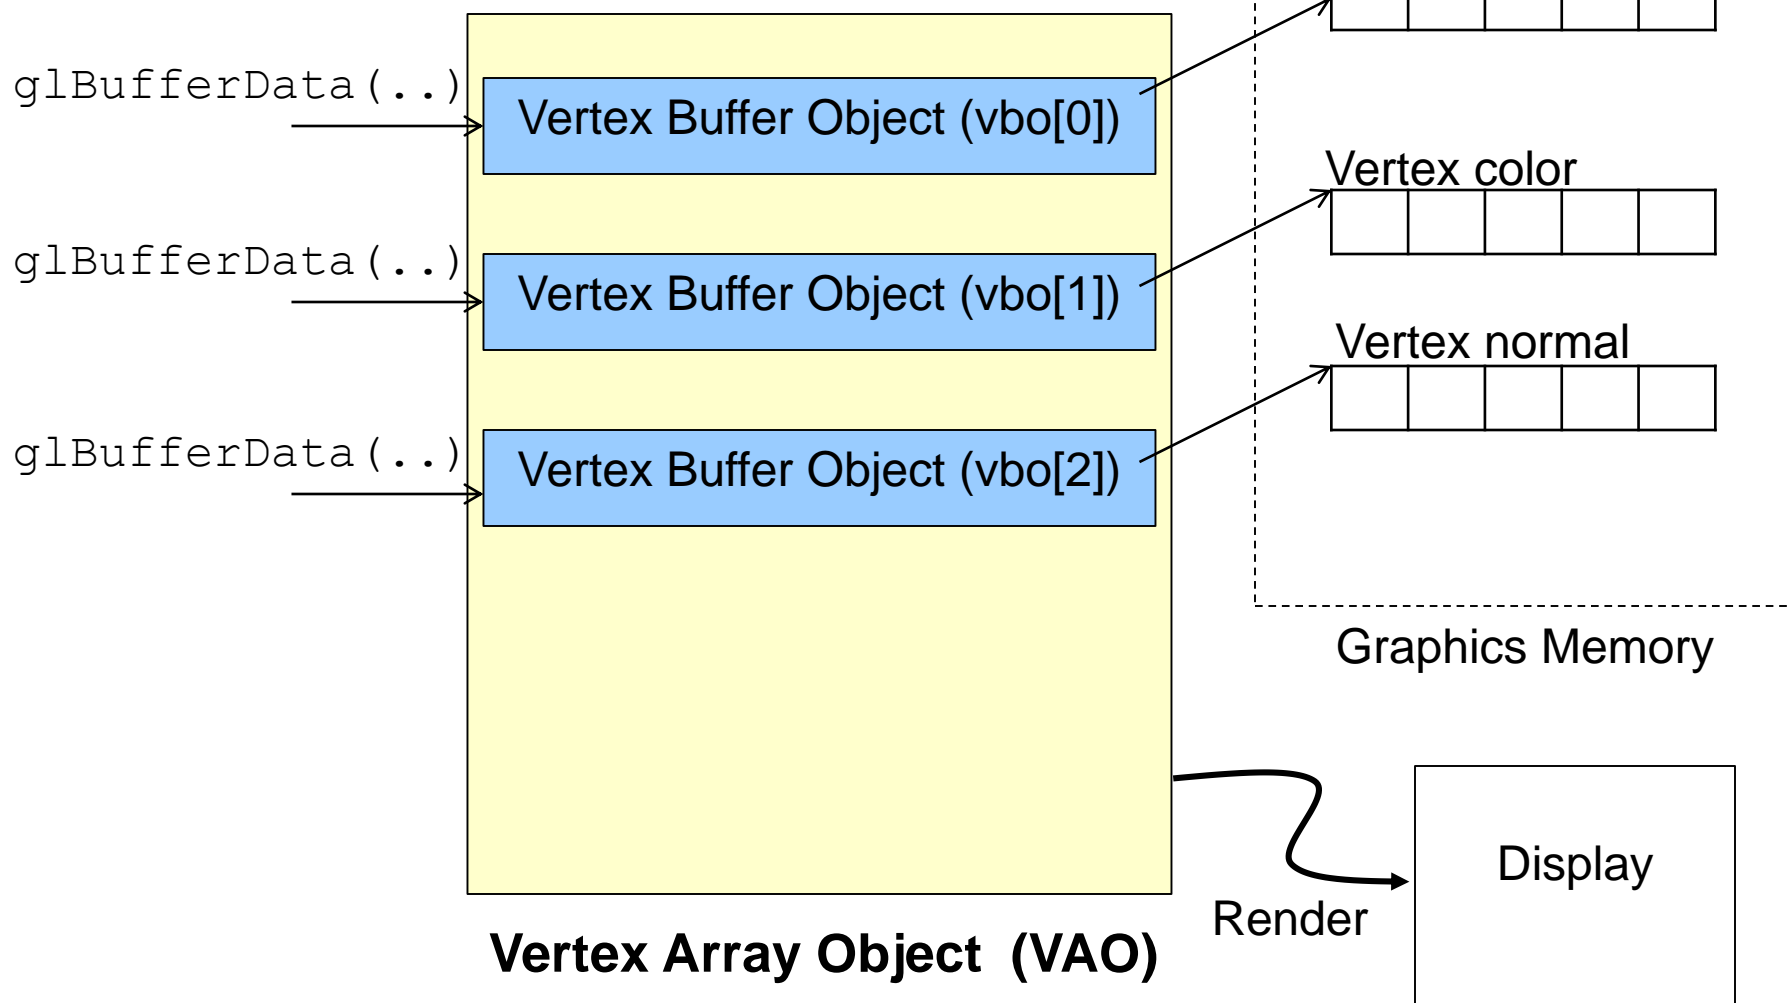 glBufferData(..)
Vertex Buffer Object (vbo[0])
Vertex color
glBufferData(..)
Vertex Buffer Object (vbo[1])
Vertex normal
glBufferData(..)
Vertex Buffer Object (vbo[2])
Graphics Memory
Display
Render
Vertex Array Object (VAO)